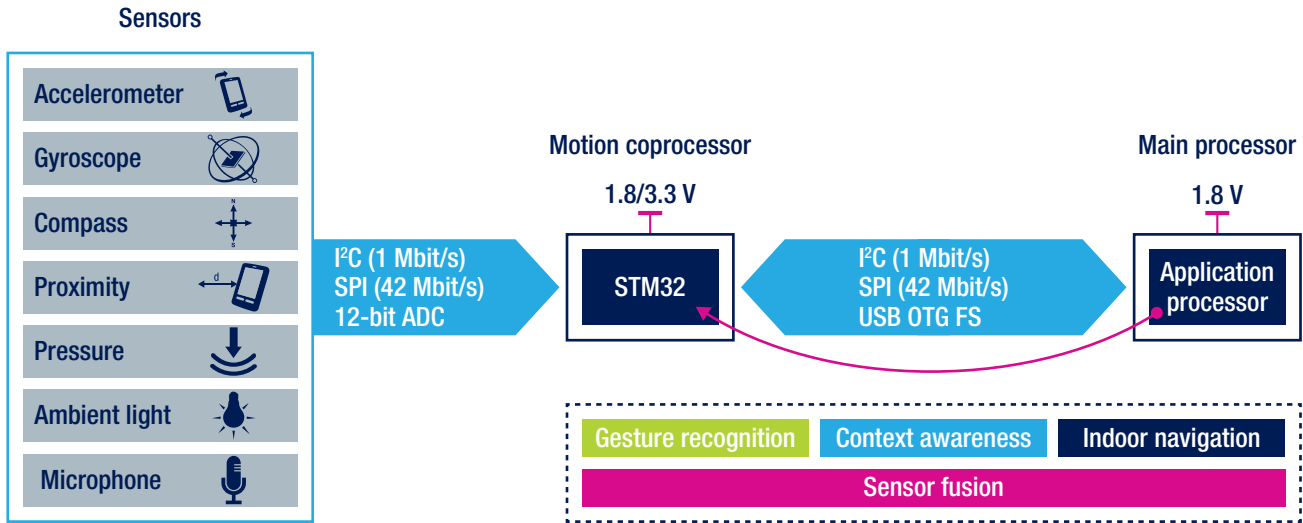 Sensors
Accelerometer
Gyroscope
Compass
N
S
Proximity
d
Pressure
Ambient light
Microphone
I²C (1 Mbit/s)
SPI (42 Mbit/s)
12-bit ADC
Motion coprocessor
1.8/3.3 V
STM32
I²C (1 Mbit/s)
SPI (42 Mbit/s)
USB OTG FS
Main processor
1.8 V
Application
processor
Gesture recognition
Context awareness
Indoor navigation
Sensor fusion